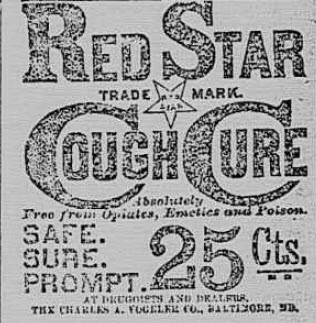 RED STAR
TRADE MARK.
COUGH CURE
Absolutely
Free from Opiates, Emetics and Poison.
SAFE.
SURE.
PROMPT.
25 Cts.
AT DRUGGISTS AND DEALERS.
THE CHARLES A. VOGELER CO., BALTIMORE, MD.